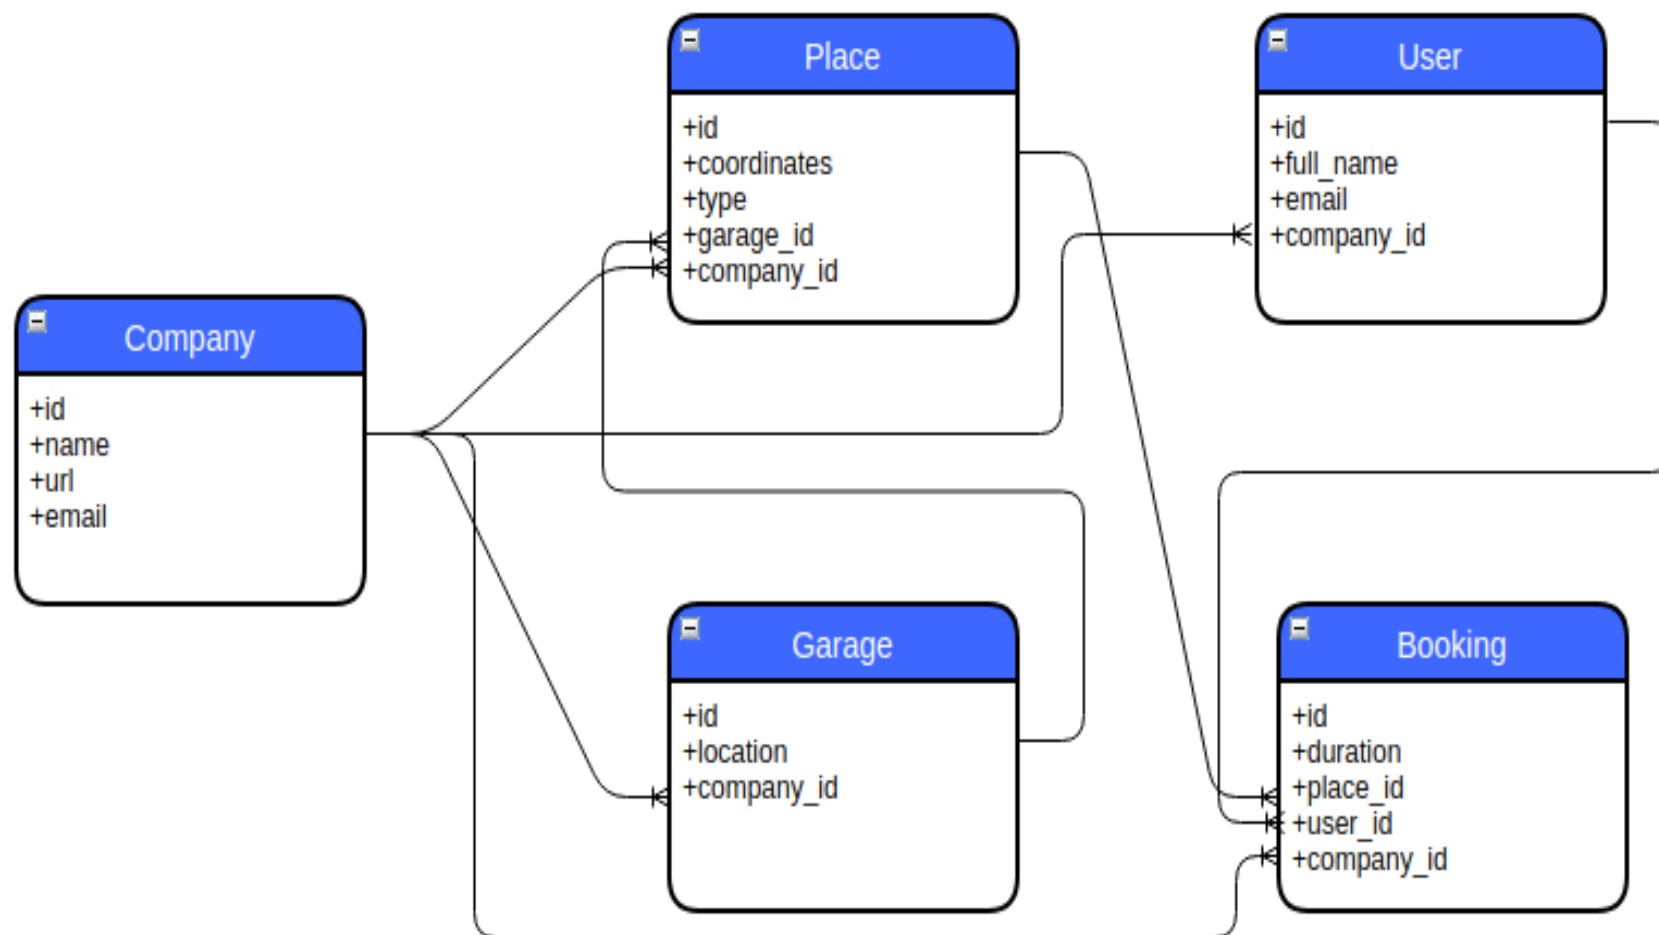 Place
+id
+coordinates
+type
+garage_id
+company_id
User
+id
+full_name
+email
+company_id
Company
+id
+name
+url
+email
Garage
+id
+location
+company_id
Booking
+id
+duration
+place_id
+user_id
+company_id